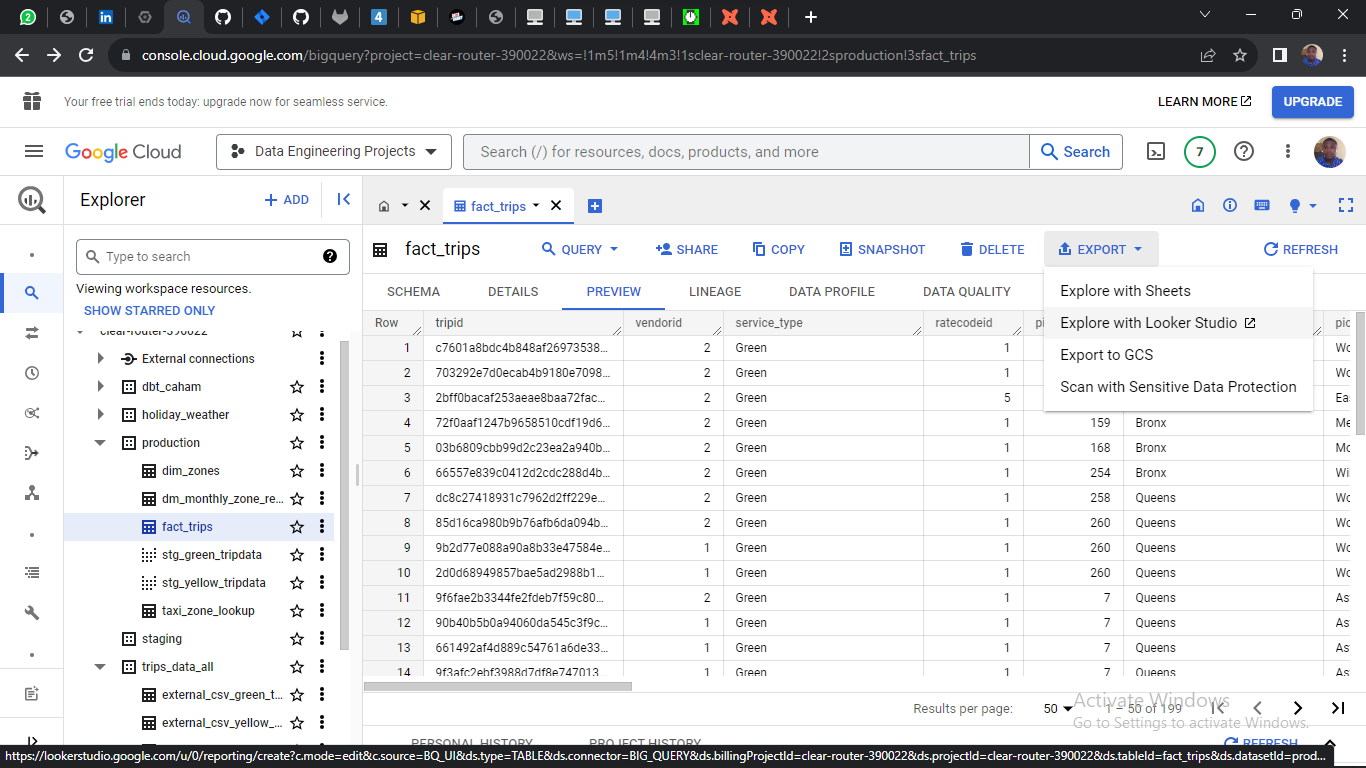 4
console.cloud.google.com/bigquery?project=clear-router-390022&ws=!1m5!1m4!4m3!1sclear-router-390022!2sproduction!3sfact_trips
Your free trial ends today: upgrade now for seamless service.
LEARN MORE
UPGRADE
Google Cloud
Data Engineering Projects
Search (/) for resources, docs, products, and more
Search
7
Explorer
+ ADD
fact_trips
Type to search
Viewing workspace resources.
SHOW STARRED ONLY
clear-router-390022
External connections
dbt_caham
holiday_weather
production
dim_zones
dm_monthly_zone_re...
fact_trips
stg_green_tripdata
stg_yellow_tripdata
taxi_zone_lookup
staging
trips_data_all
external_csv_green_t...
external_csv_yellow_...
fact_trips
QUERY
SHARE
COPY
SNAPSHOT
DELETE
EXPORT
REFRESH
SCHEMA
DETAILS
PREVIEW
LINEAGE
DATA PROFILE
DATA QUALITY
Explore with Sheets
Explore with Looker Studio
Export to GCS
Scan with Sensitive Data Protection
Row tripid vendorid service_type ratecodeid pi pic
1 c7601a8bdc4b848af26973538... 2 Green 1 Wo
2 703292e7d0ecab4b9180e7098... 2 Green 1 Wo
3 2bff0bacaf253aeae8baa72fac... 2 Green 5 Eas
4 72f0aaf1247b9658510cdf19d6... 2 Green 1 159 Bronx Me
5 03b6809cbb99d2c23ea2a940b... 2 Green 1 168 Bronx Mo
6 66557e839c0412d2cdc288d4b... 2 Green 1 254 Bronx Wil
7 dc8c27418931c7962d2ff229e... 2 Green 1 258 Queens Wo
8 85d16ca980b9b76afb6da094b... 2 Green 1 260 Queens Wo
9 9b2d77e088a90a8b33e47584e... 1 Green 1 260 Queens Wo
10 2d0d68949857bae5ad2988b1... 1 Green 1 260 Queens Wo
11 9f6fae2b3344fe2fdeb7f59c80... 2 Green 1 7 Queens Ast
12 90b40b5b0a94060da545c3f9c... 1 Green 1 7 Queens Ast
13 661492af4d889c54761a6de33... 1 Green 1 7 Queens Ast
14 9f3afc2ebf3988d7df8e747013... 1 Green 1 7 Queens Ast
Results per page: 50 1 – 50 of 199
Activate Windows
Go to Settings to activate Windows.
PERSONAL HISTORY
PROJECT HISTORY
REFRESH
https://lookerstudio.google.com/u/0/reporting/create?c.mode=edit&c.source=BQ_UI&ds.type=TABLE&ds.connector=BIG_QUERY&ds.billingProjectId=clear-router-390022&ds.projectId=clear-router-390022&ds.tableId=fact_trips&ds.datasetId=prod...